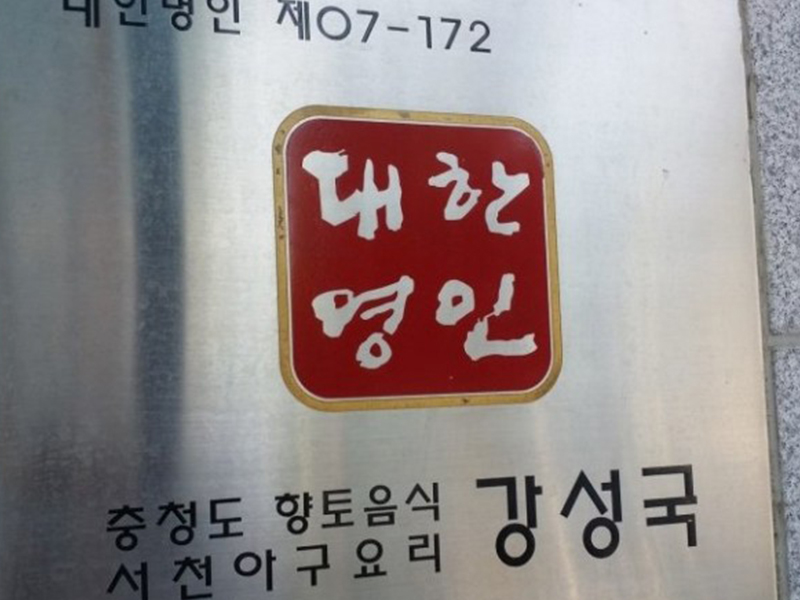 대한명인 제07-172
대한
명인
충청도 향토음식
서천아구요리
강성국